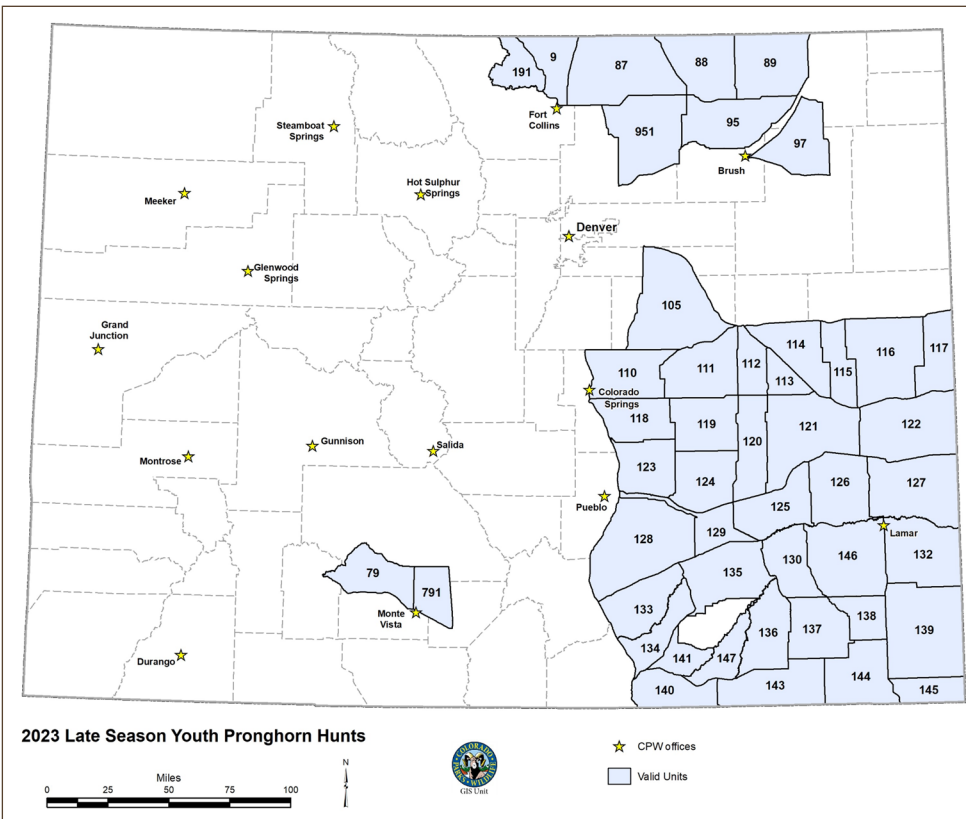 191
9
87
88
89
Fort
Collins
951
95
97
Brush
Steamboat
Springs
Meeker
Hot Sulphur
Springs
Denver
Glenwood
Springs
Grand
Junction
105
110
111
112
113
114
115
116
117
Colorado
Springs
118
119
120
121
122
Gunnison
Salida
Montrose
123
124
125
126
127
Pueblo
128
129
130
146
Lamar
132
79
791
Monte
Vista
135
133
134
136
137
138
139
141
147
Durango
140
143
144
145
2023 Late Season Youth Pronghorn Hunts
Miles
0 25 50 100
N
COLORADO
PARKS
WILDLIFE
GIS Unit
CPW offices
Valid Units